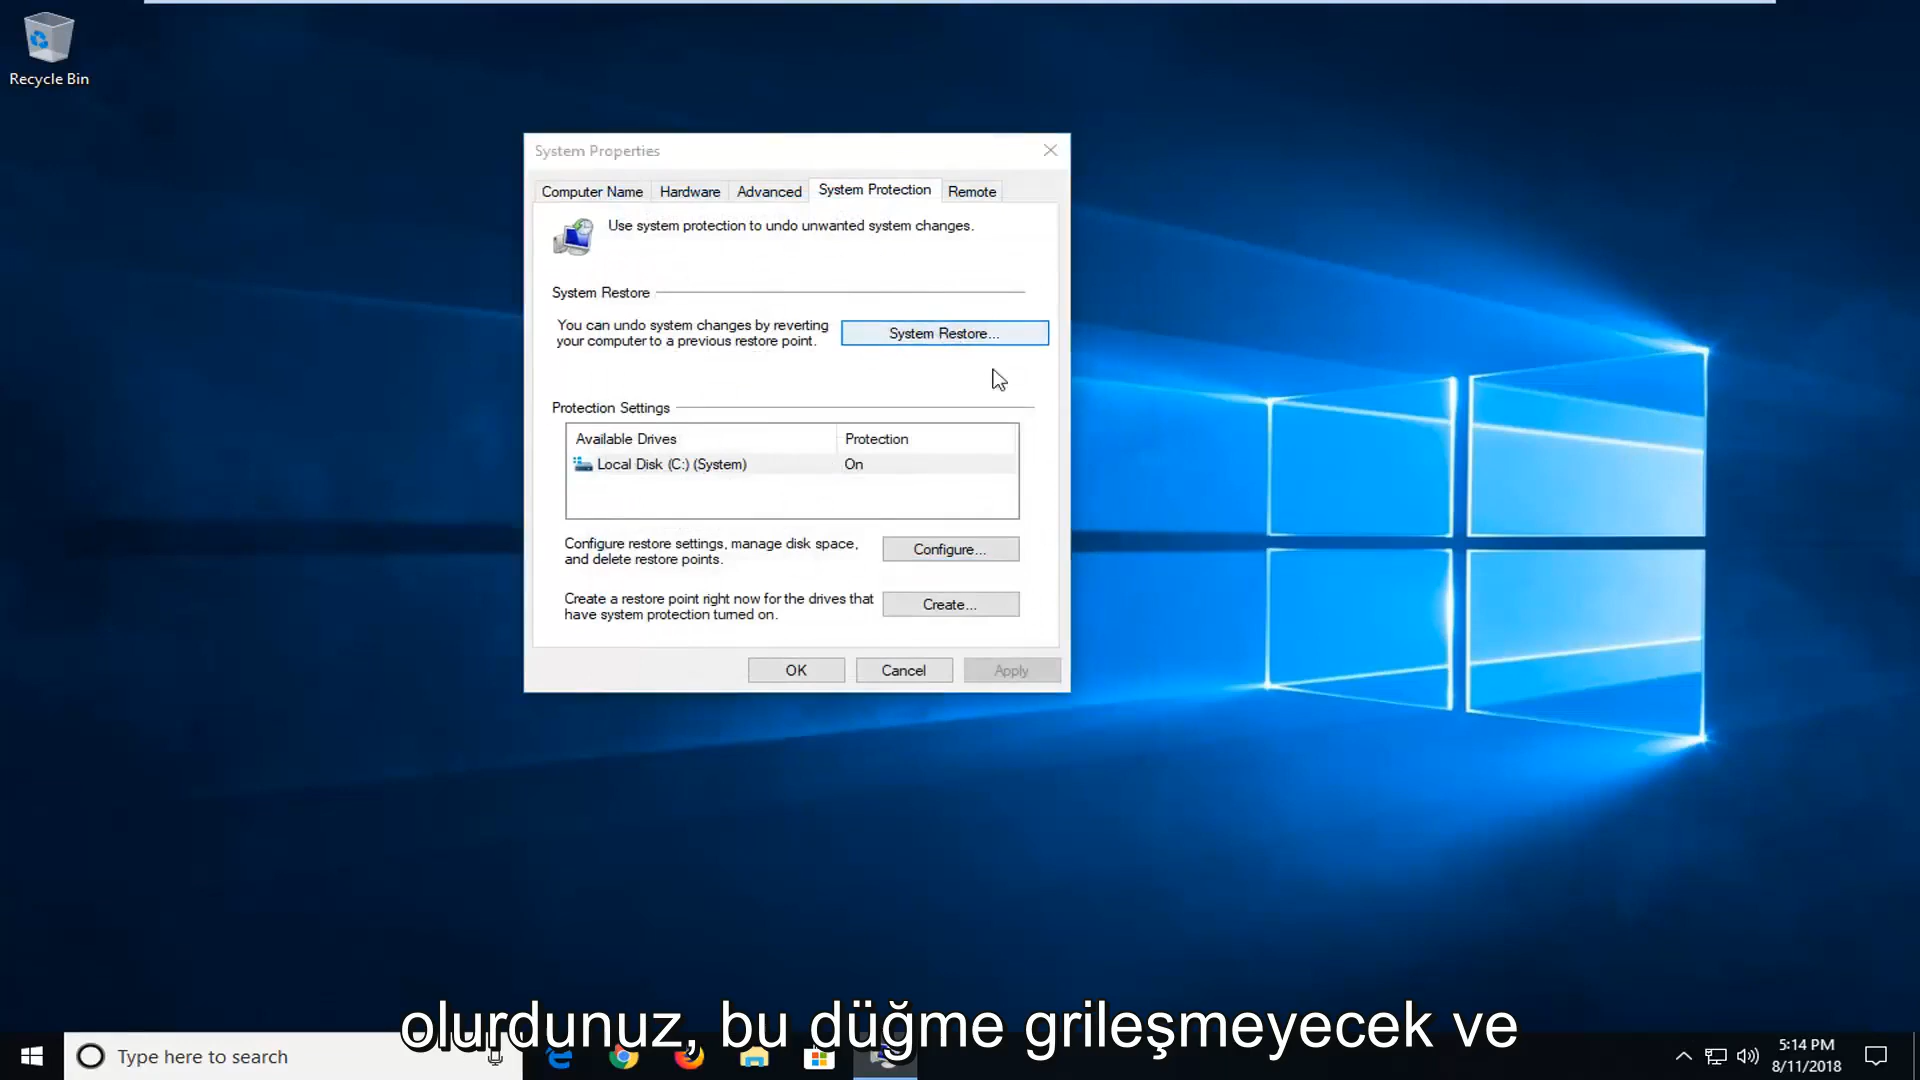 Recycle Bin
System Properties
Computer Name Hardware Advanced System Protection Remote
Use system protection to undo unwanted system changes.
System Restore
You can undo system changes by reverting
your computer to a previous restore point.
System Restore...
Protection Settings
Available Drives Protection
Local Disk (C:) (System) On
Configure restore settings, manage disk space,
and delete restore points.
Configure...
Create a restore point right now for the drives that
have system protection turned on.
Create...
OK Cancel Apply
olurdunuz, bu düğme grileşmeyecek ve
Type here to search
5:14 PM
8/11/2018